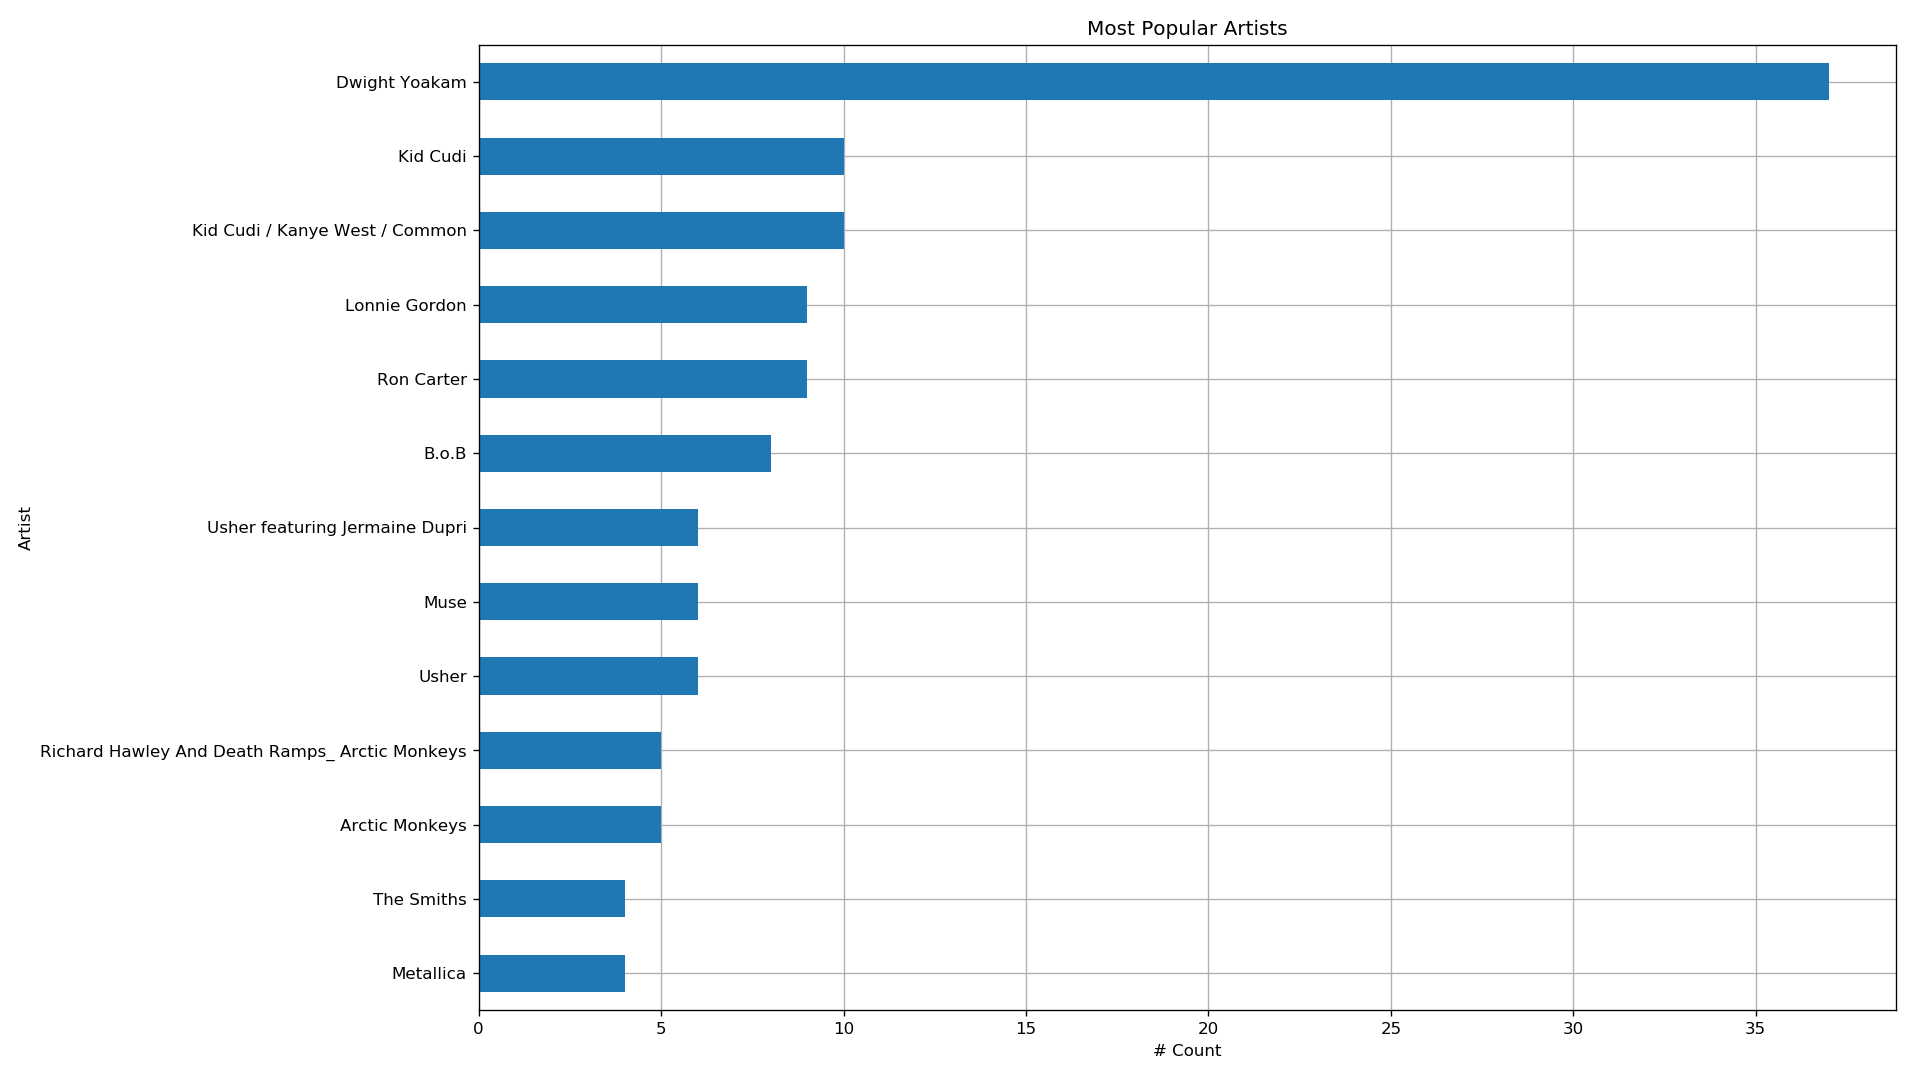 Most Popular Artists
Dwight Yoakam
Kid Cudi
Kid Cudi / Kanye West / Common
Lonnie Gordon
Ron Carter
B.o.B
Usher featuring Jermaine Dupri
Muse
Usher
Richard Hawley And Death Ramps_ Arctic Monkeys
Arctic Monkeys
The Smiths
Metallica
Artist
0 5 10 15 20 25 30 35
# Count